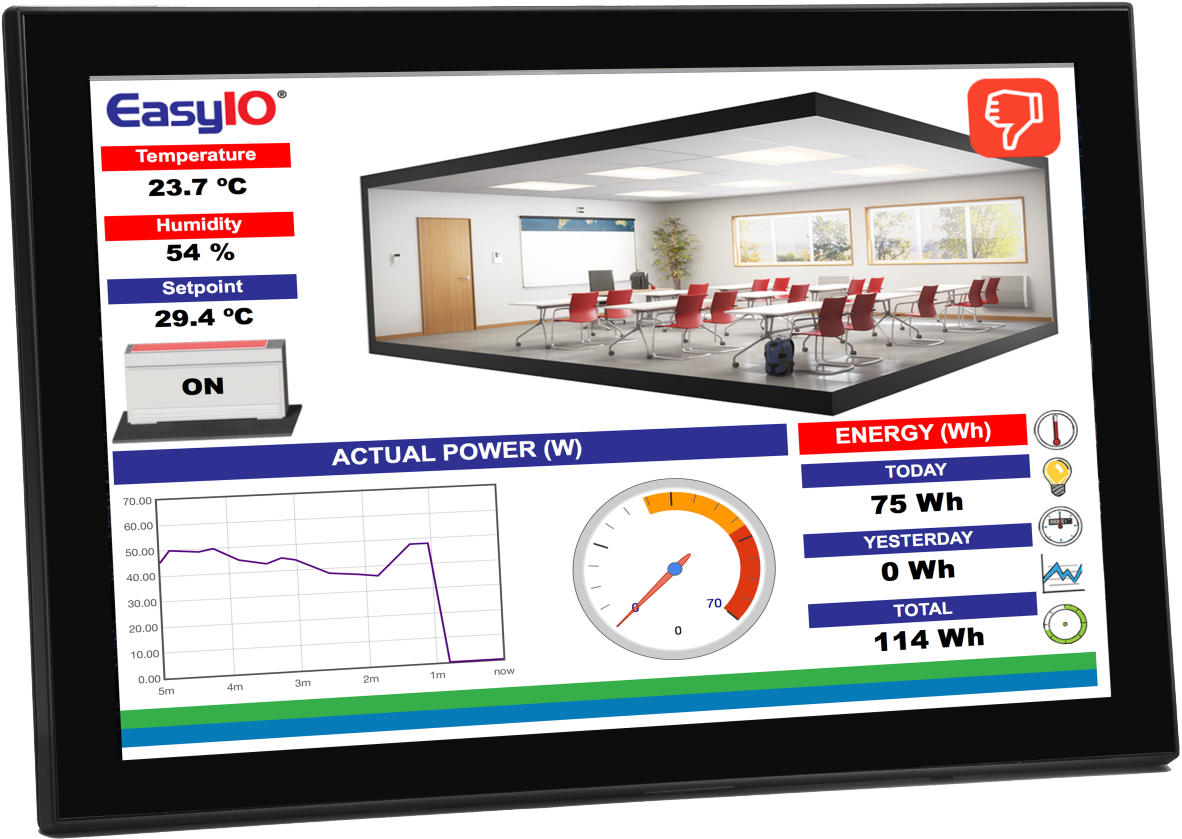 EasyIO®
Temperature
23.7 ºC
Humidity
54 %
Setpoint
29.4 ºC
ON
ACTUAL POWER (W)
70.00
60.00
50.00
40.00
30.00
20.00
10.00
0.00
5m
4m
3m
2m
1m
now
0
70
0
ENERGY (Wh)
TODAY
75 Wh
YESTERDAY
0 Wh
TOTAL
114 Wh